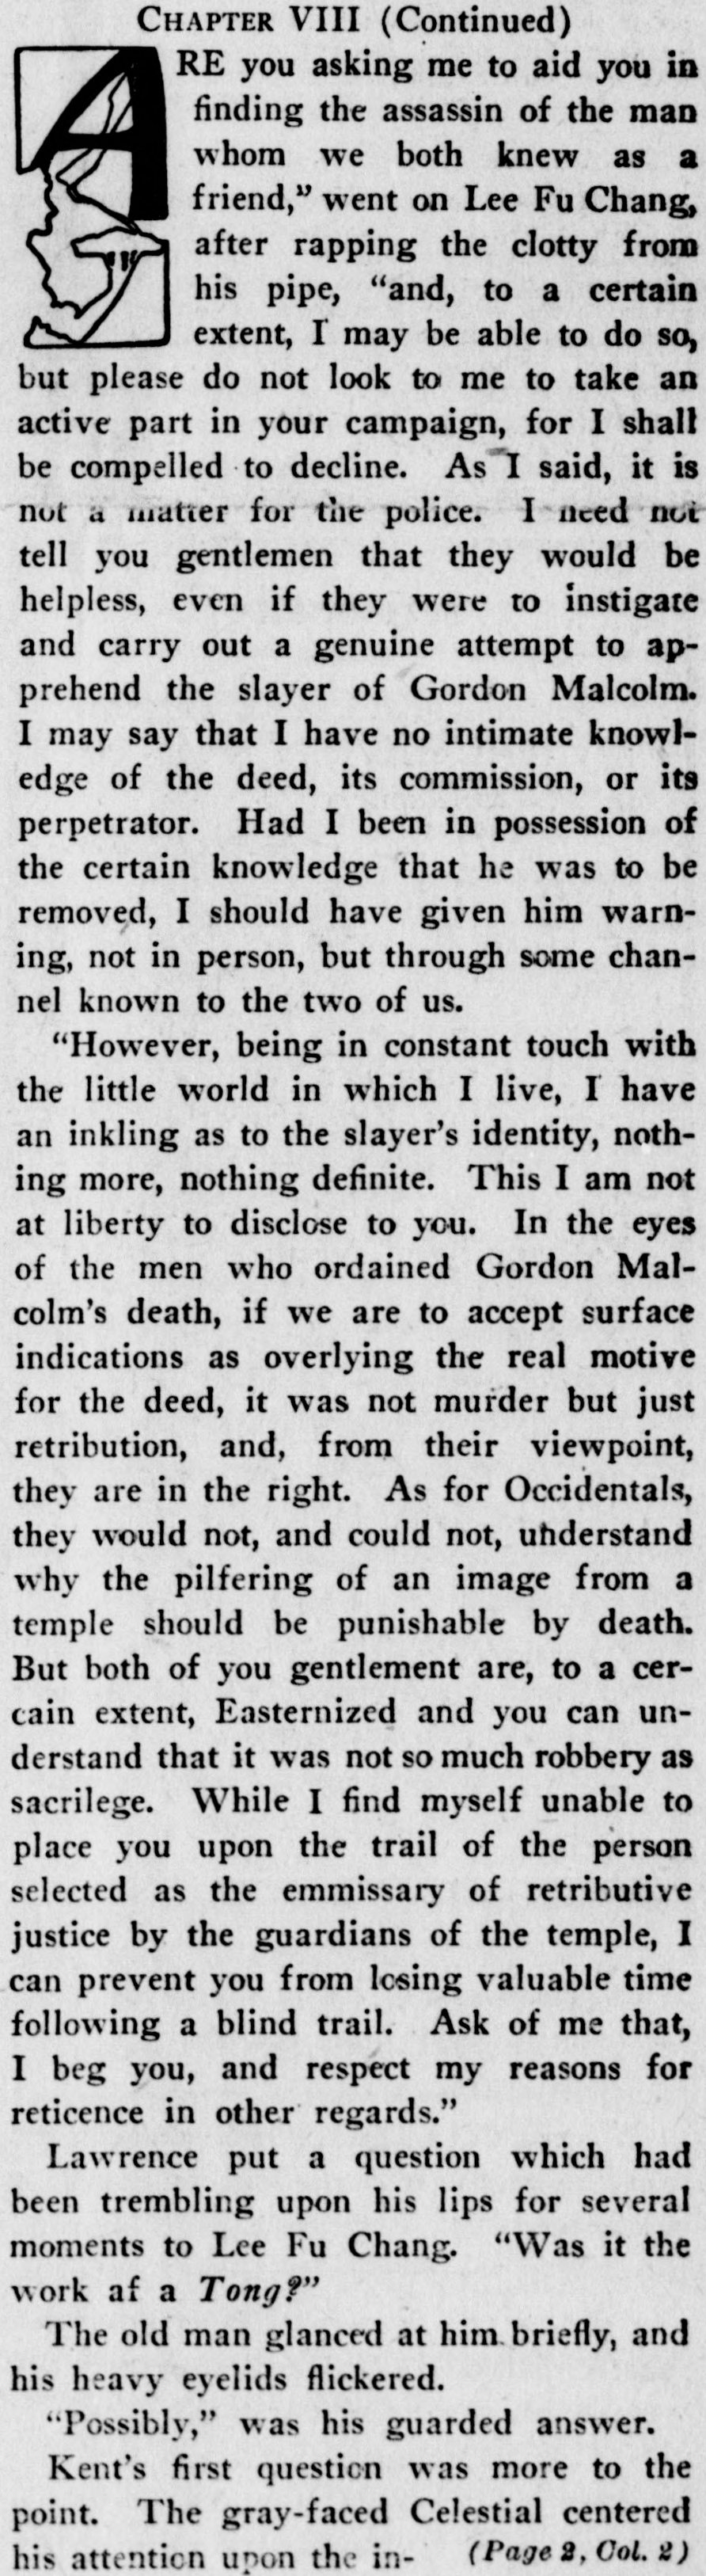 CHAPTER VIII (Continued)
ARE you asking me to aid you in
finding the assassin of the man
whom we both knew as a
friend," went on Lee Fu Chang,
after rapping the clotty from
his pipe, "and, to a certain
extent, I may be able to do so,
but please do not look to me to take an
active part in your campaign, for I shall
be compelled to decline. As I said, it is
not a matter for the police. I need not
tell you gentlemen that they would be
helpless, even if they were to instigate
and carry out a genuine attempt to ap-
prehend the slayer of Gordon Malcolm.
I may say that I have no intimate knowl-
edge of the deed, its commission, or its
perpetrator. Had I been in possession of
the certain knowledge that he was to be
removed, I should have given him warn-
ing, not in person, but through some chan-
nel known to the two of us.
"However, being in constant touch with
the little world in which I live, I have
an inkling as to the slayer's identity, noth-
ing more, nothing definite. This I am not
at liberty to disclose to you. In the eyes
of the men who ordained Gordon Mal-
colm's death, if we are to accept surface
indications as overlying the real motive
for the deed, it was not murder but just
retribution, and, from their viewpoint,
they are in the right. As for Occidentals,
they would not, and could not, understand
why the pilfering of an image from a
temple should be punishable by death.
But both of you gentlement are, to a cer-
tain extent, Easternized and you can un-
derstand that it was not so much robbery as
sacrilege. While I find myself unable to
place you upon the trail of the person
selected as the emmissary of retributive
justice by the guardians of the temple, I
can prevent you from losing valuable time
following a blind trail. Ask of me that,
I beg you, and respect my reasons for
reticence in other regards."
Lawrence put a question which had
been trembling upon his lips for several
moments to Lee Fu Chang. "Was it the
work af a Tong?"
The old man glanced at him briefly, and
his heavy eyelids flickered.
"Possibly," was his guarded answer.
Kent's first question was more to the
point. The gray-faced Celestial centered
his attention upon the in- (Page 2, Col. 2)